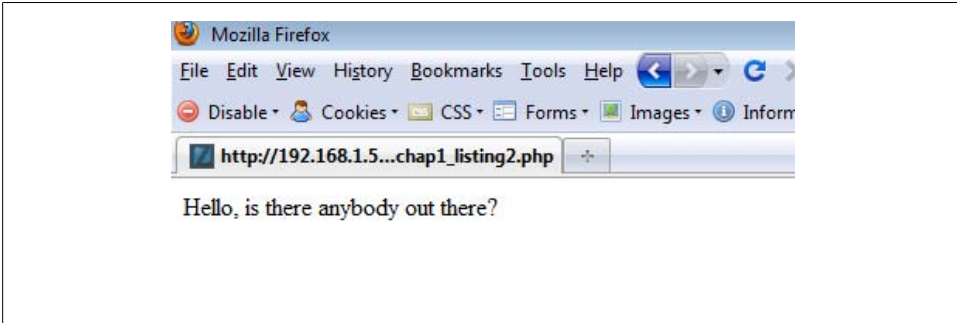 Mozilla Firefox
File Edit View History Bookmarks Tools Help
Disable Cookies CSS Forms Images Inform
http://192.168.1.5...chap1_listing2.php
Hello, is there anybody out there?